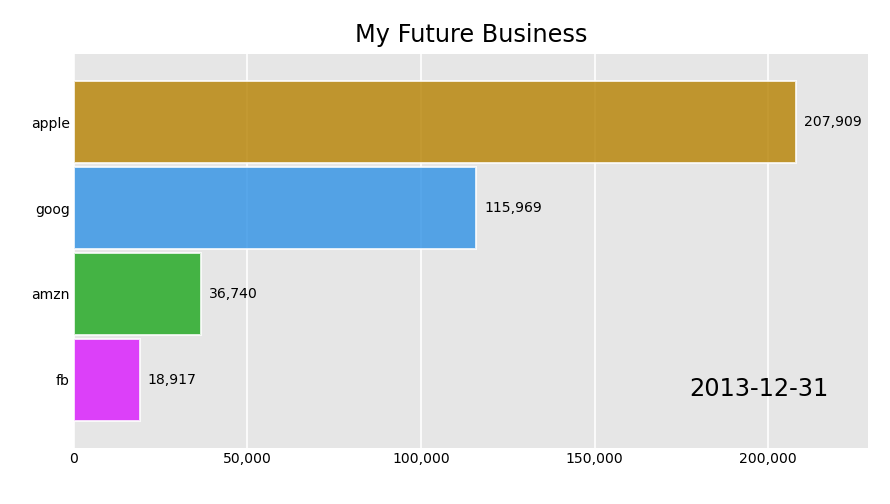 My Future Business
apple
207,909
goog
115,969
amzn
36,740
fb
18,917
2013-12-31
0 50,000 100,000 150,000 200,000